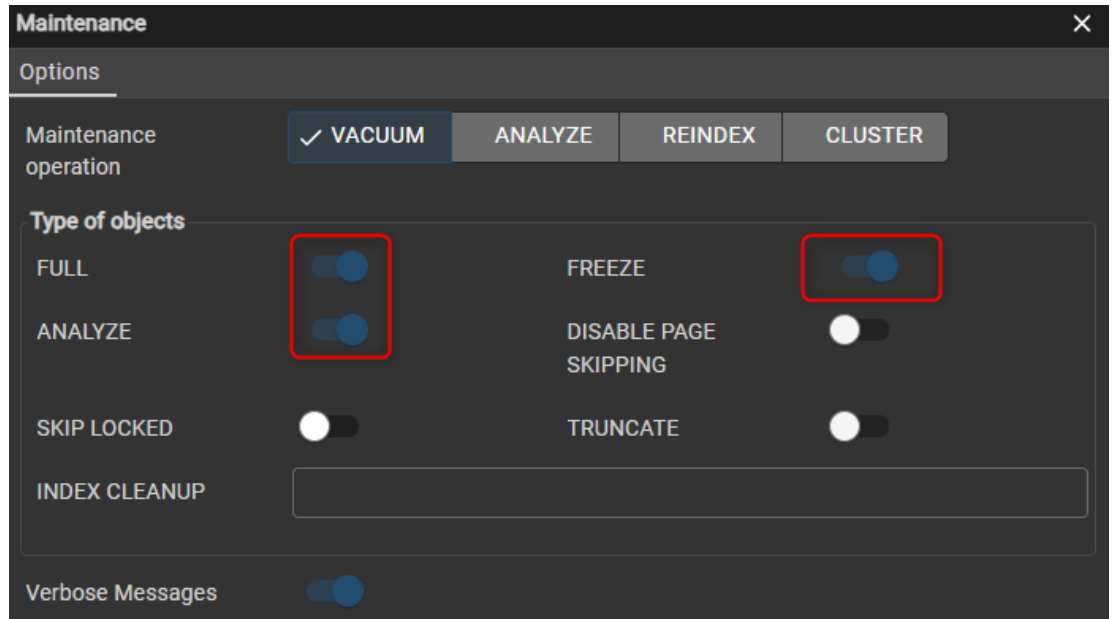 Maintenance
Options
Maintenance
operation
VACUUM
ANALYZE
REINDEX
CLUSTER
Type of objects
FULL
FREEZE
ANALYZE
DISABLE PAGE
SKIPPING
SKIP LOCKED
TRUNCATE
INDEX CLEANUP
Verbose Messages